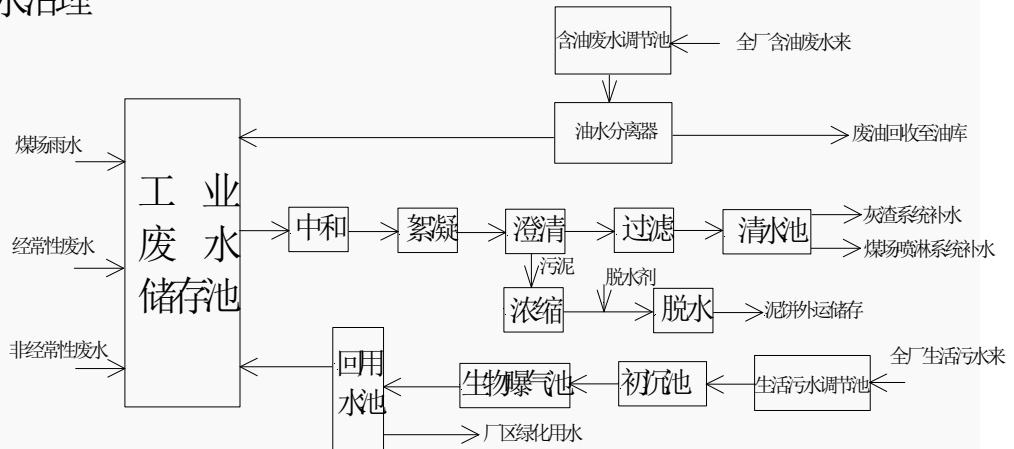 水治理
含油废水调节池
全厂含油废水来
油水分离器
废油回收至油库
煤场雨水
工业
废水
储存池
中和
絮凝
澄清
过滤
清水池
灰渣系统补水
煤场喷淋系统补水
经常性废水
污泥
脱水剂
浓缩
脱水
泥饼外运储存
非经常性废水
回用
水池
生物曝气池
初沉池
生活污水调节池
全厂生活污水来
厂区绿化用水